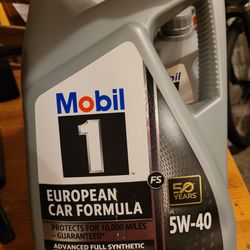 Mobil
1
EUROPEAN
CAR FORMULA
PROTECTS FOR 10,000 MILES
-GUARANTEED*
ADVANCED FULL SYNTHETIC
FS
50
YEARS
SAE
5W-40